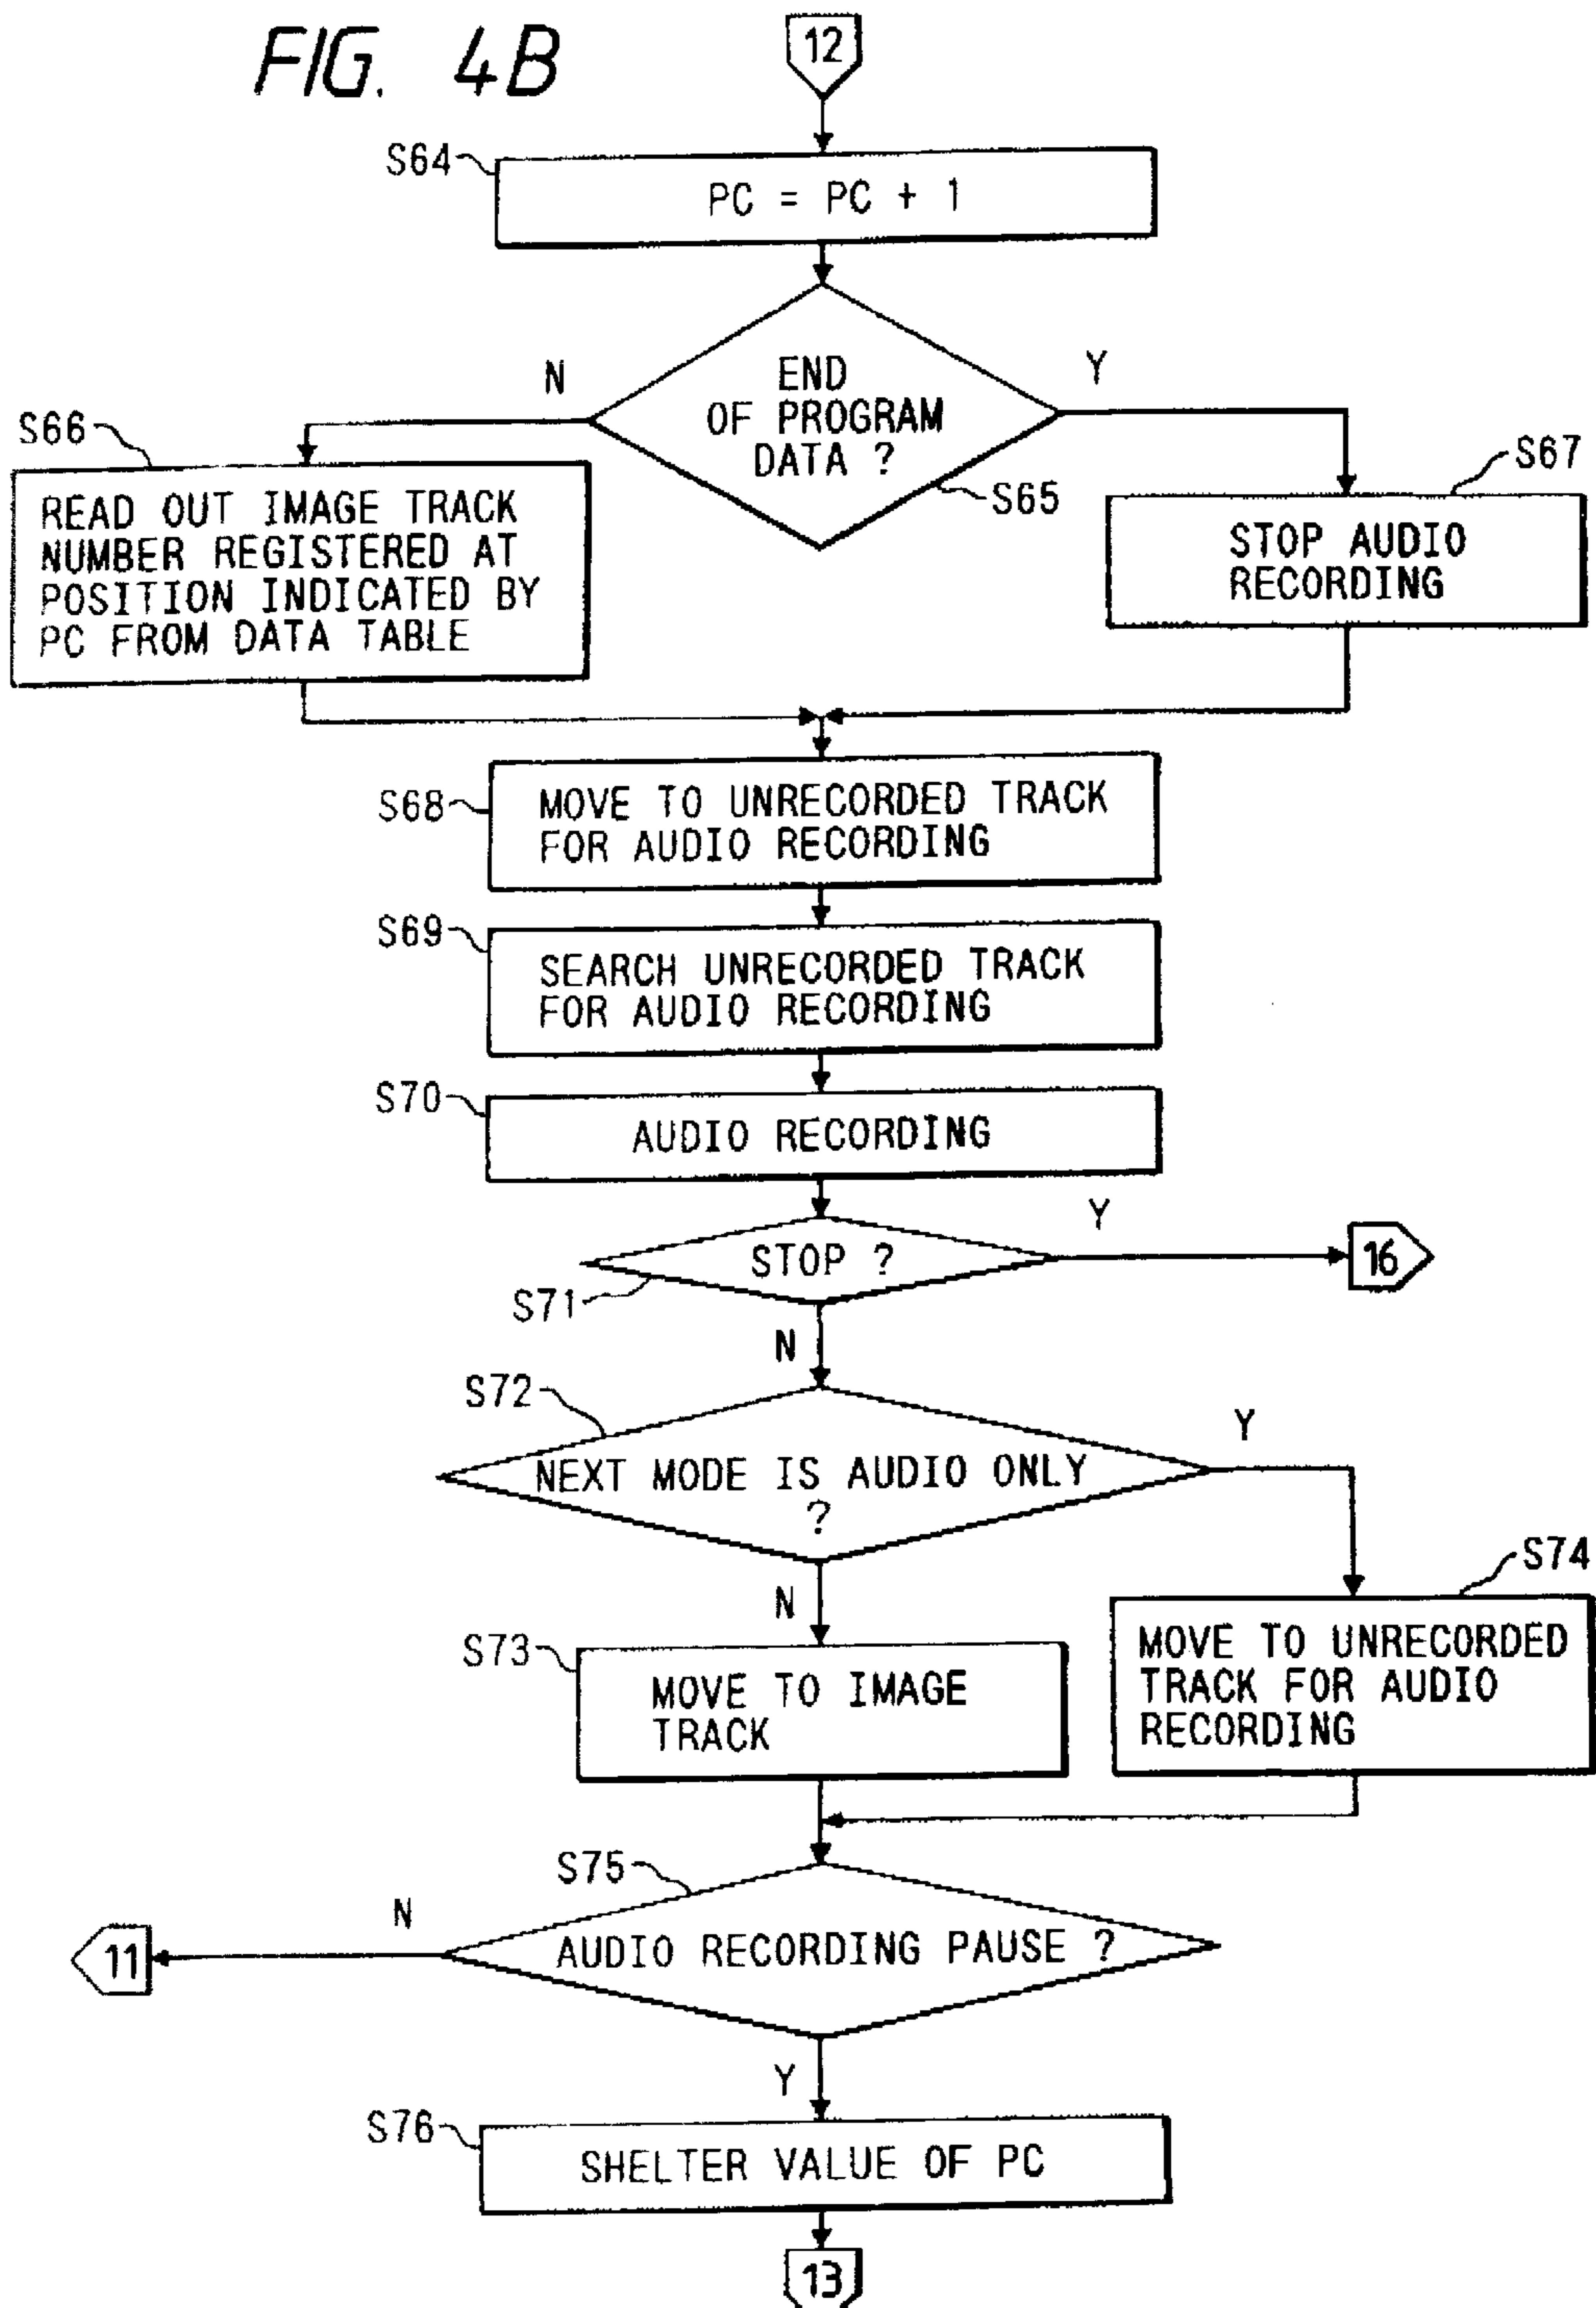 FIG. 4B
12
S64
PC = PC + 1
N
END
OF PROGRAM
DATA ?
Y
S65
S66
READ OUT IMAGE TRACK
NUMBER REGISTERED AT
POSITION INDICATED BY
PC FROM DATA TABLE
S67
STOP AUDIO
RECORDING
S68
MOVE TO UNRECORDED TRACK
FOR AUDIO RECORDING
S69
SEARCH UNRECORDED TRACK
FOR AUDIO RECORDING
S70
AUDIO RECORDING
STOP ?
Y
16
S71
N
S72
NEXT MODE IS AUDIO ONLY
?
Y
N
S73
MOVE TO IMAGE
TRACK
S74
MOVE TO UNRECORDED
TRACK FOR AUDIO
RECORDING
S75
N
11
AUDIO RECORDING PAUSE ?
Y
S76
SHELTER VALUE OF PC
13